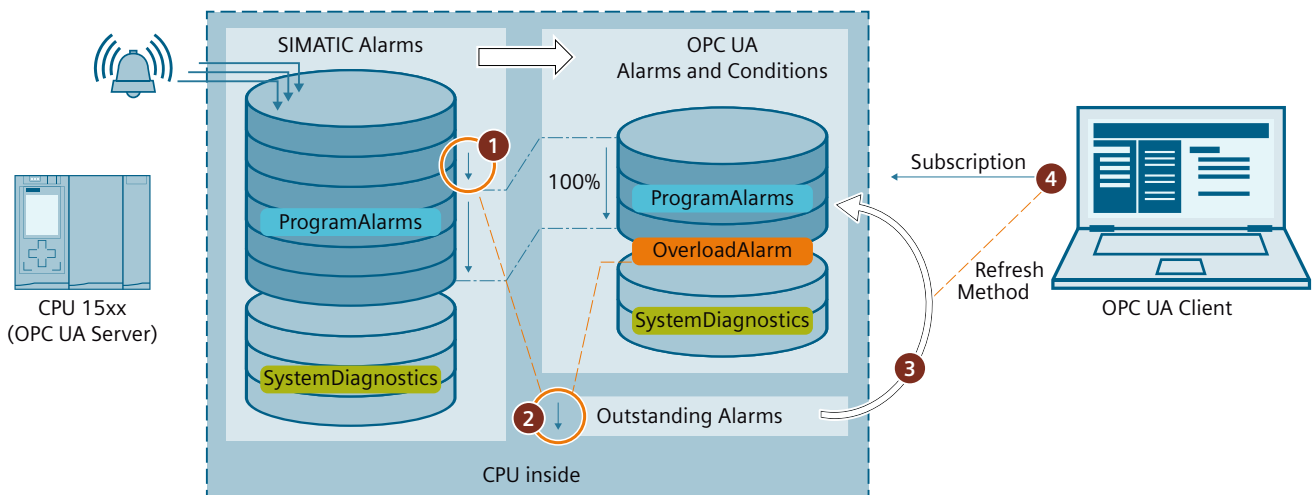 SIMATIC Alarms
OPC UA
Alarms and Conditions
1
100%
ProgramAlarms
ProgramAlarms
OverloadAlarm
SystemDiagnostics
SystemDiagnostics
CPU 15xx
(OPC UA Server)
Subscription
4
Refresh
Method
OPC UA Client
3
2
Outstanding Alarms
CPU inside